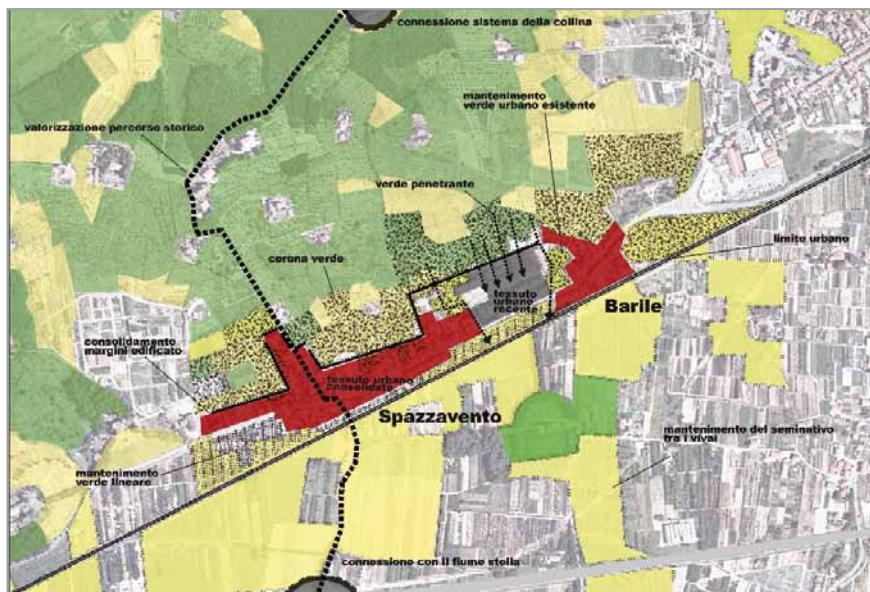 connessione sistema della collina
mantenimento
verde urbano esistente
valorizzazione percorso storico
verde penetrante
limite urbano
corona verde
tessuto
urbano
recente
Barile
consolidamento
margini edificato
tessuto urbano
consolidato
Spazzavento
mantenimento del seminativo
tra i vivai
mantenimento
verde lineare
connessione con il fiume stella